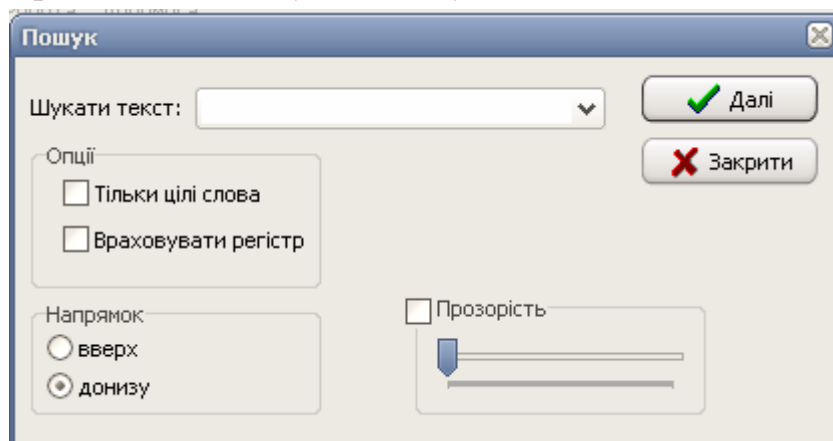 Пошук
Шукати текст:
Далі
Закрити
Опції
Тільки цілі слова
Враховувати регістр
Напрямок
вверх
донизу
Прозорість